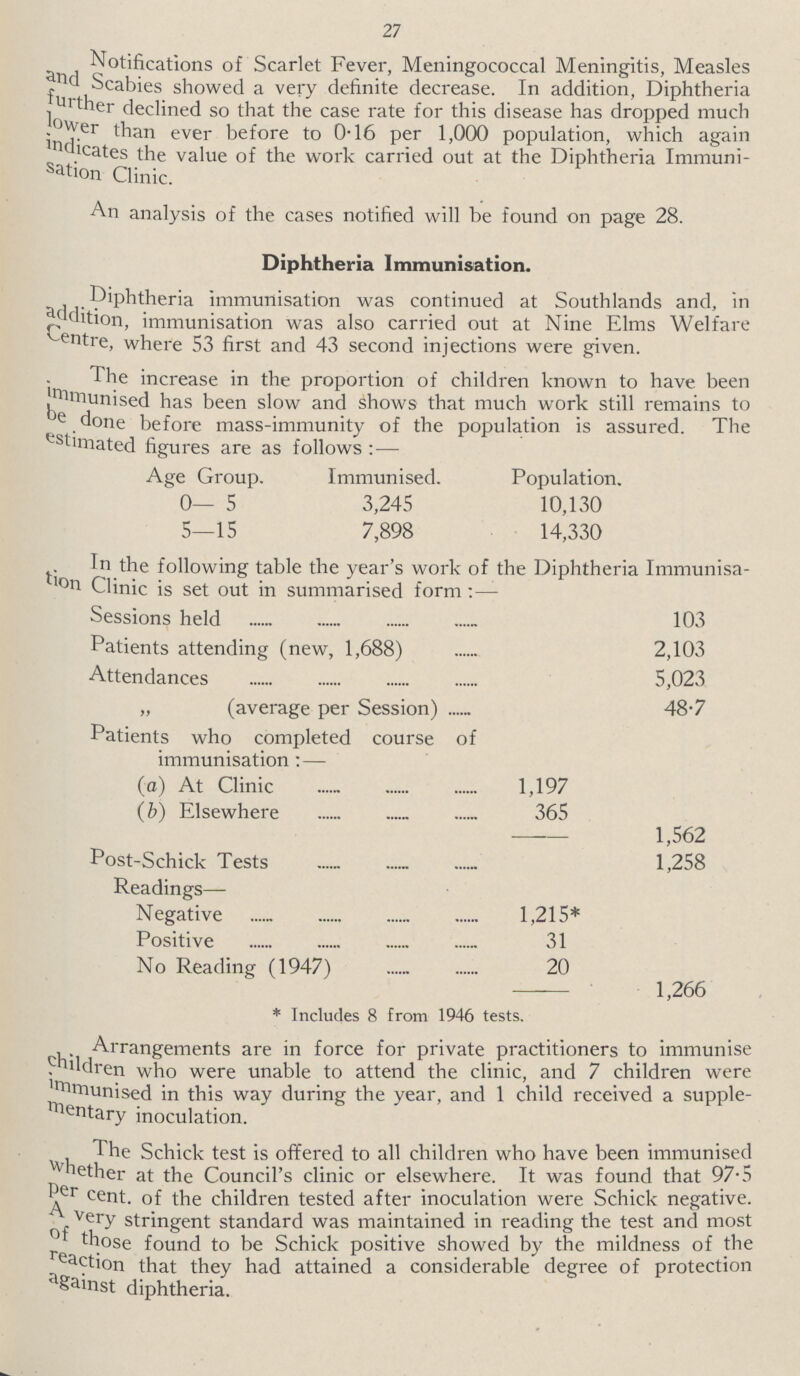 27
Notifications of Scarlet Fever, Meningococcal Meningitis, Measles
and Scabies showed a very definite decrease. In addition, Diphtheria
further declined so that the case rate for this disease has dropped much
lower than ever before to 0·16 per 1,000 population, which again
indicates the value of the work carried out at the Diphtheria Immuni-
sation Clinic.
An analysis of the cases notified will be found on page 28.
Diphtheria Immunisation.
Diphtheria immunisation was continued at Southlands and, in
addition, immunisation was also carried out at Nine Elms Welfare
Centre, where 53 first and 43 second injections were given.
The increase in the proportion of children known to have been
immunised has been slow and shows that much work still remains to
be done before mass-immunity of the population is assured. The
estimated figures are as follows :—
Age Group. Immunised. Population.
0— 5 3,245 10,130
5—15 7,898 14,330
In the following table the year's work of the Diphtheria Immunisa-
tion Clinic is set out in summarised form :—
Sessions held ...... ...... ...... ...... 103
Patients attending (new, 1,688) ...... 2,103
Attendances ...... ...... ...... ...... 5,023
„ (average per Session) ...... 48·7
Patients who completed course of
immunisation :—
(a) At Clinic ...... ...... ...... 1,197
(b) Elsewhere ...... ...... ...... 365
1,562
Post-Schick Tests ...... ...... ...... 1,258
Readings—
Negative ...... ...... ...... ...... 1,215*
Positive ...... ...... ...... ...... 31
No Reading (1947) ...... ...... 20
1,266
* Includes 8 from 1946 tests.
Arrangements are in force for private practitioners to immunise
children who were unable to attend the clinic, and 7 children were
immunised in this way during the year, and 1 child received a supple-
mentary inoculation.
The Schick test is offered to all children who have been immunised
whether at the Council's clinic or elsewhere. It was found that 97·5
per cent. of the children tested after inoculation were Schick negative.
A very stringent standard was maintained in reading the test and most
of those found to be Schick positive showed by the mildness of the
reaction that they had attained a considerable degree of protection
against diphtheria.